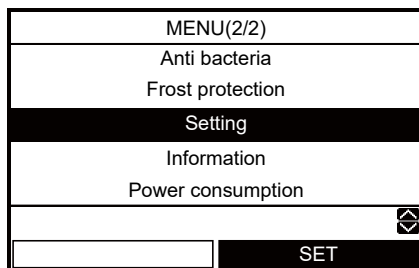 MENU(2/2)
Anti bacteria
Frost protection
Setting
Information
Power consumption
SET